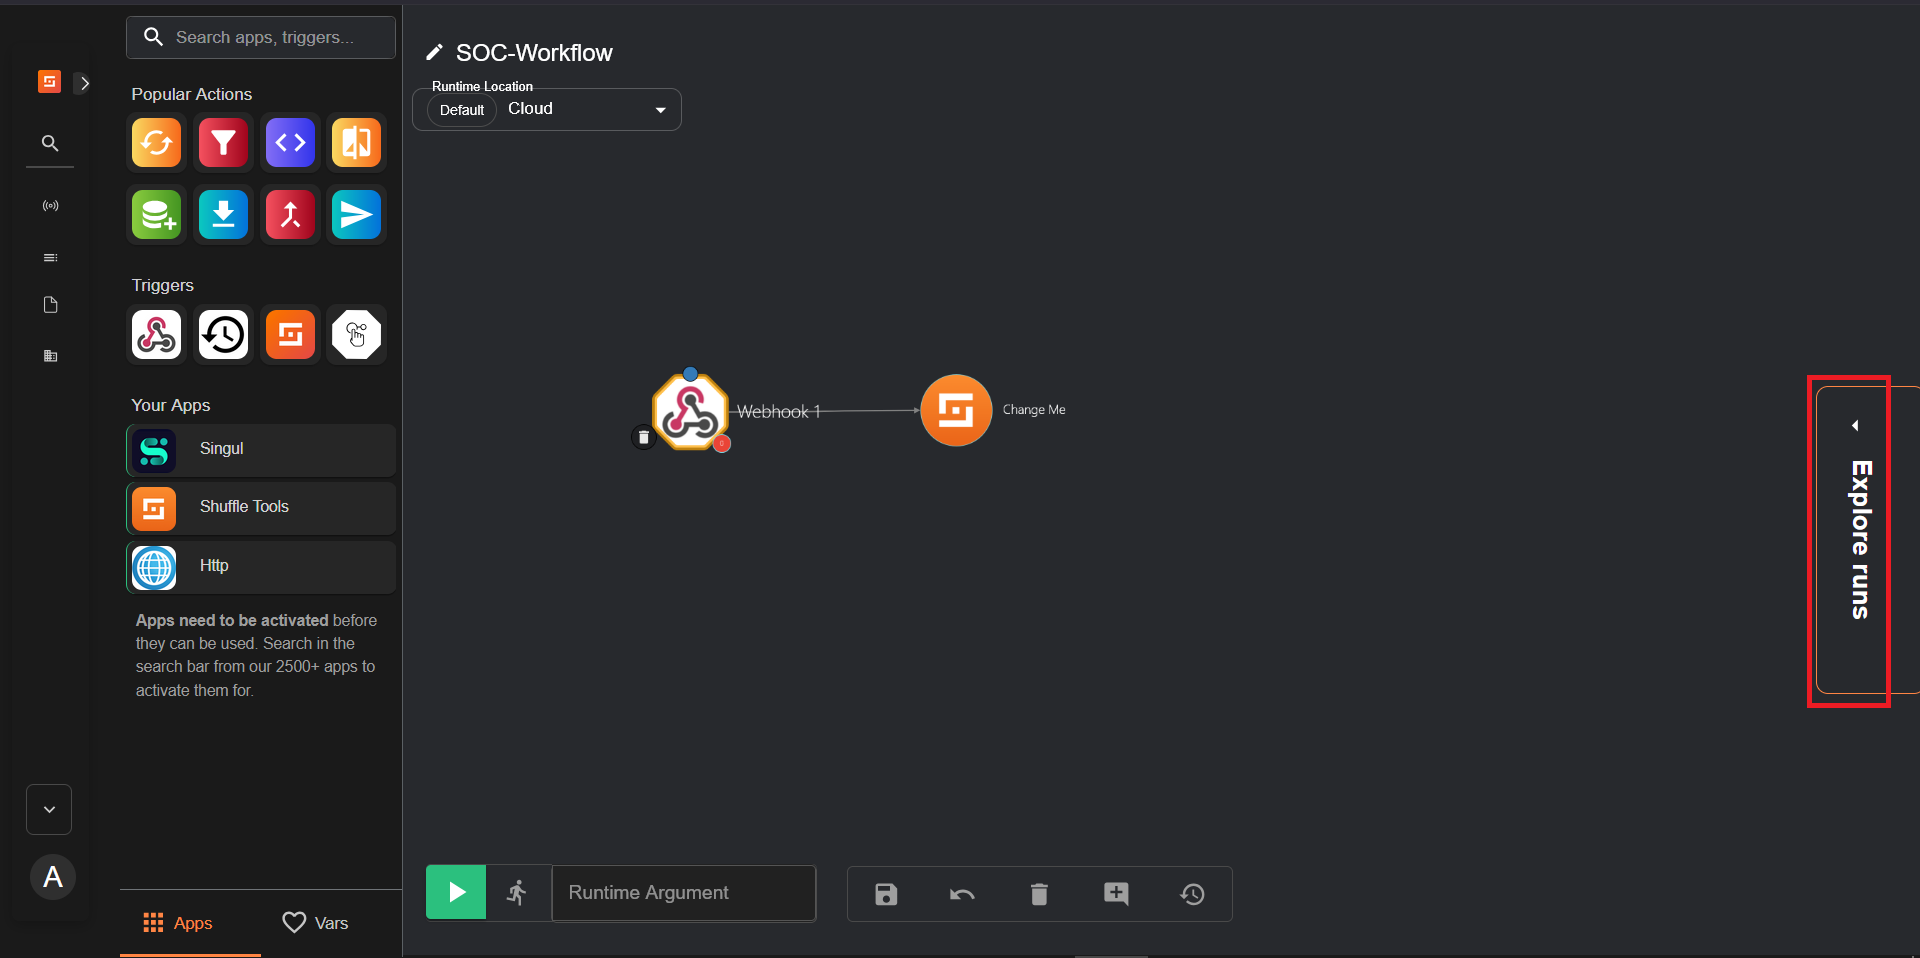 Search apps, triggers...
Popular Actions
Triggers
Your Apps
Singul
Shuffle Tools
Http
Apps need to be activated before
they can be used. Search in the
search bar from our 2500+ apps to
activate them for.
A
Apps
Vars
SOC-Workflow
Runtime Location
Default
Cloud
Webhook 1
Change Me
Explore runs
Runtime Argument